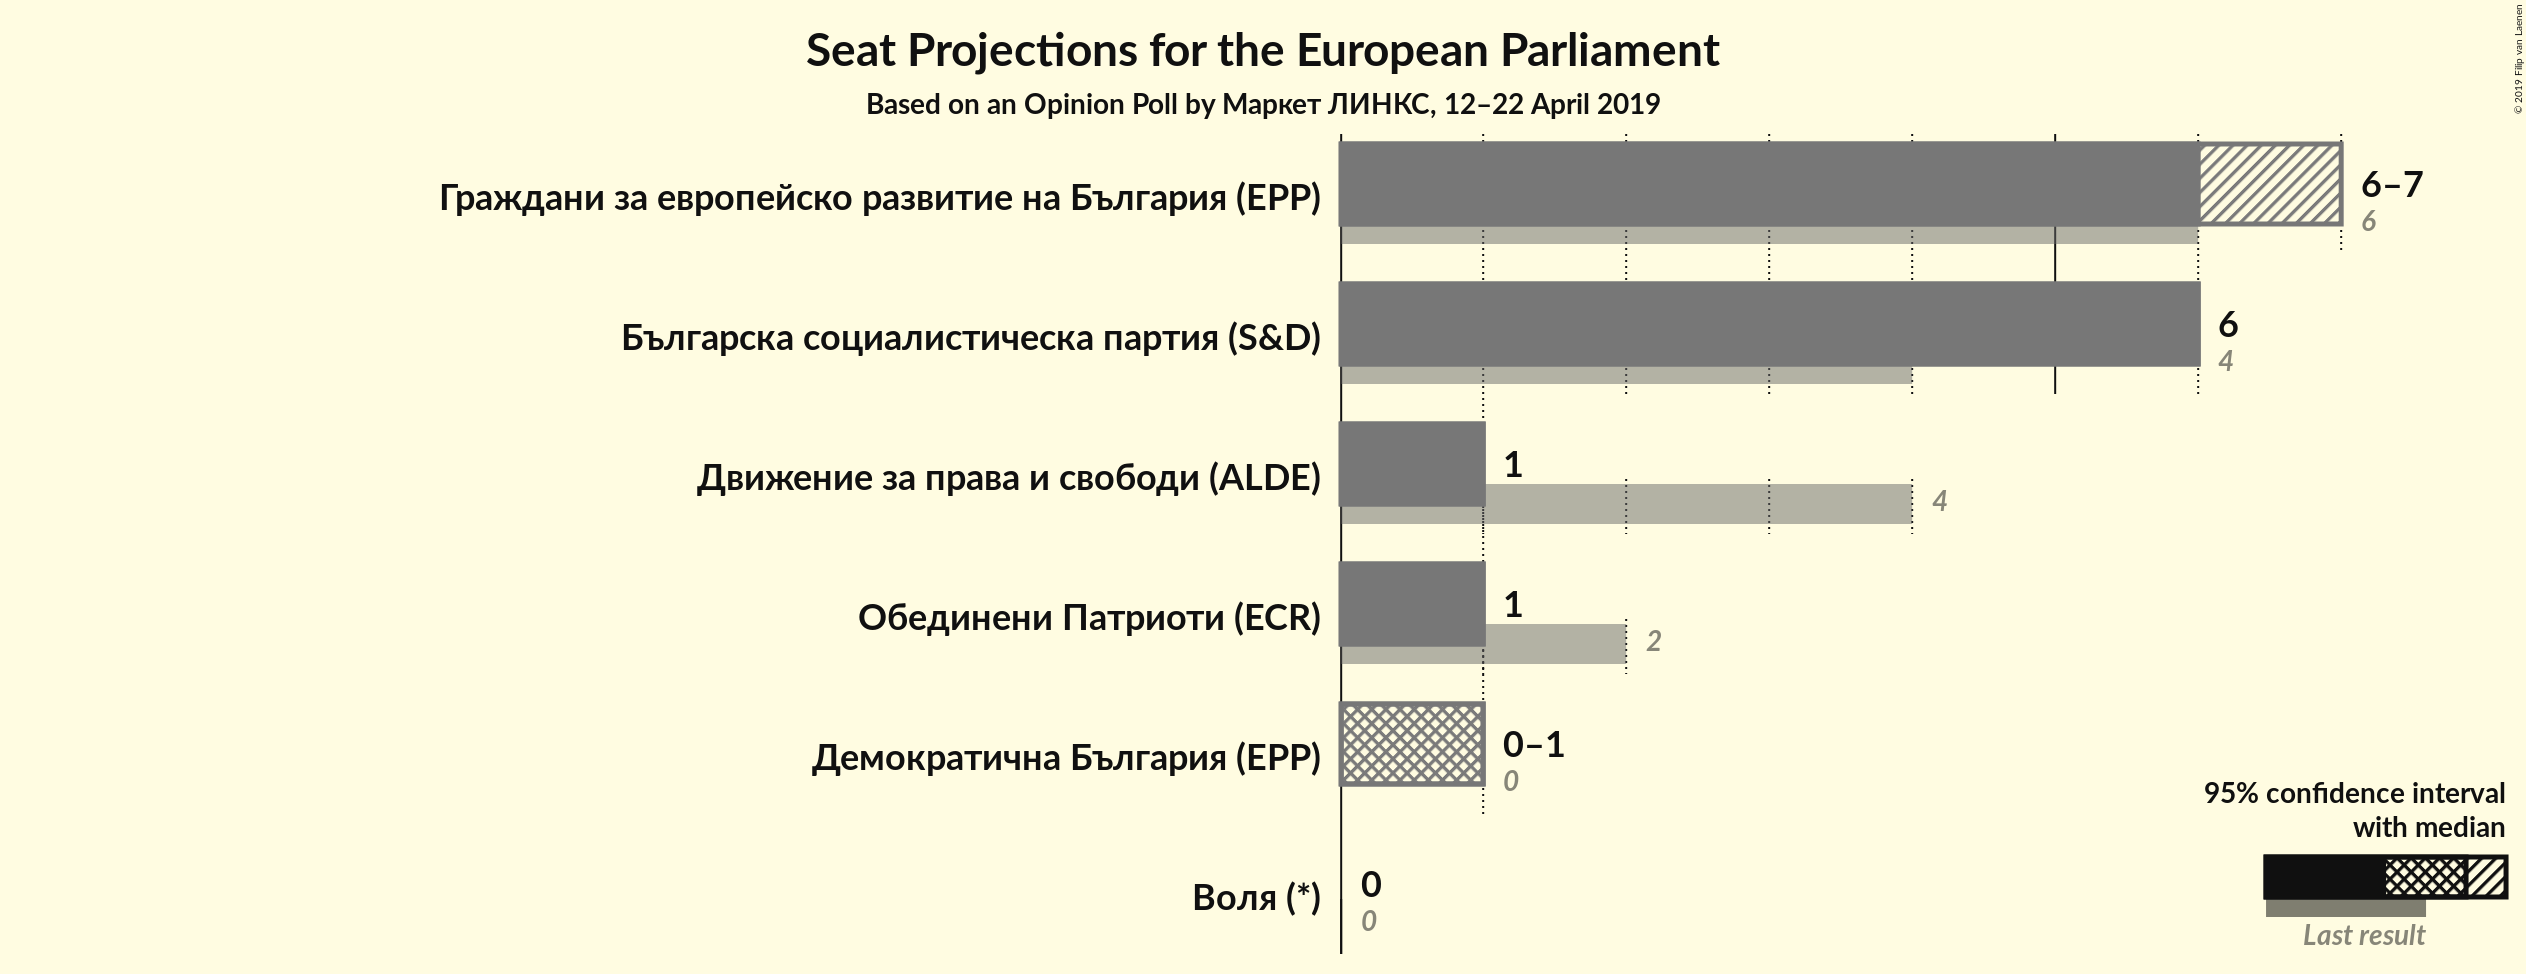 Seat Projections for the European Parliament
Based on an Opinion Poll by Маркет ЛИНКС, 12–22 April 2019
© 2019 Filip van Laenen
Граждани за европейско развитие на България (EPP)
6–7
6
Българска социалистическа партия (S&D)
6
4
Движение за права и свободи (ALDE)
1
4
Обединени Патриоти (ECR)
1
2
Демократична България (EPP)
0–1
0
Воля (*)
0
0
95% confidence interval
with median
Last result